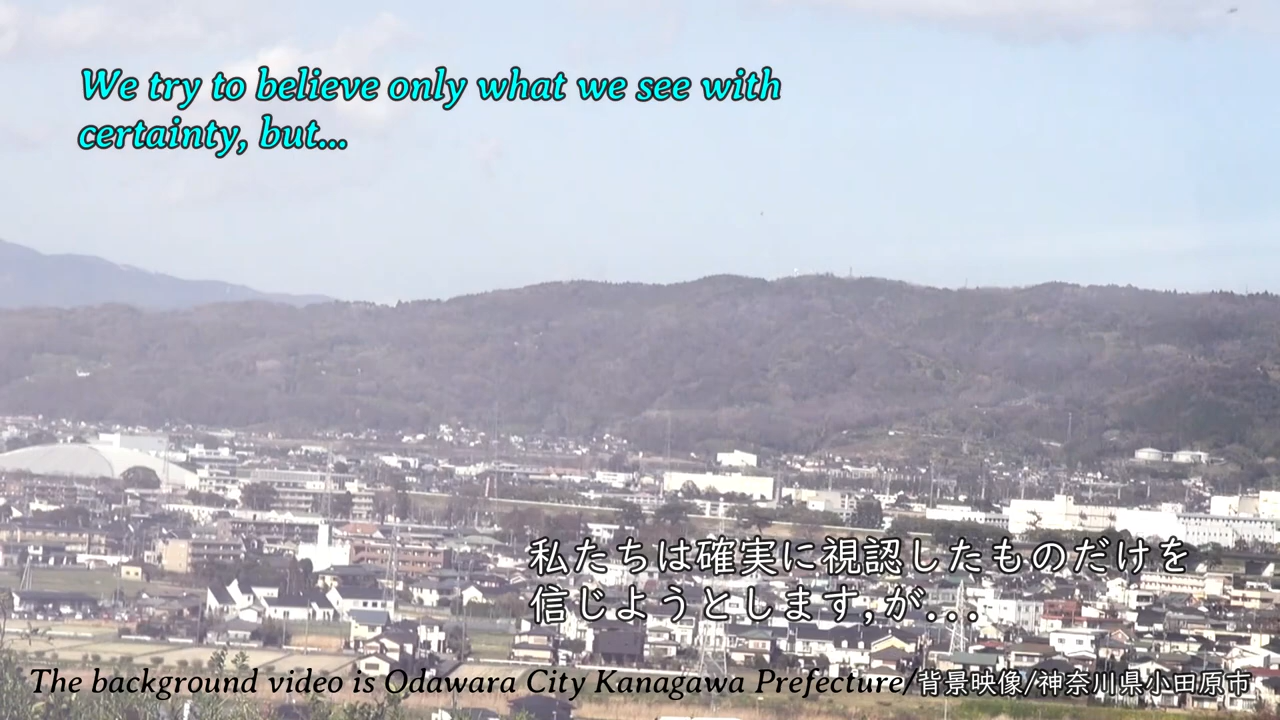 We try to believe only what we see with
certainty, but...
私たちは確実に視認したものだけを
信じようとします,が...
The background video is Odawara City Kanagawa Prefecture/背景映像/神奈川県小田原市